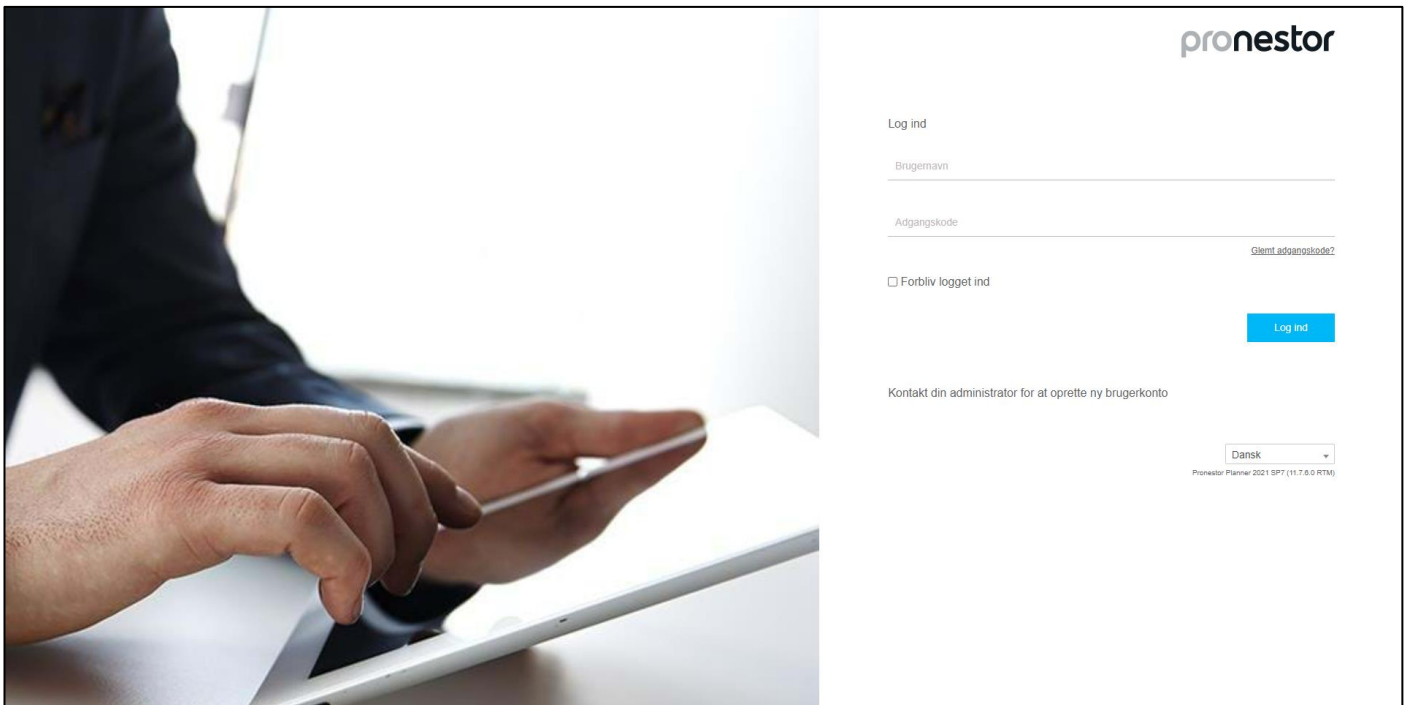 pronestor
Log ind
Brugernavn
Adgangskode
Glemt adgangskode?
Forbliv logget ind
Log ind
Kontakt din administrator for at oprette ny brugerkonto
Dansk
Pronestor Planner 2021 SP7 (11.7.6.0 RTM)